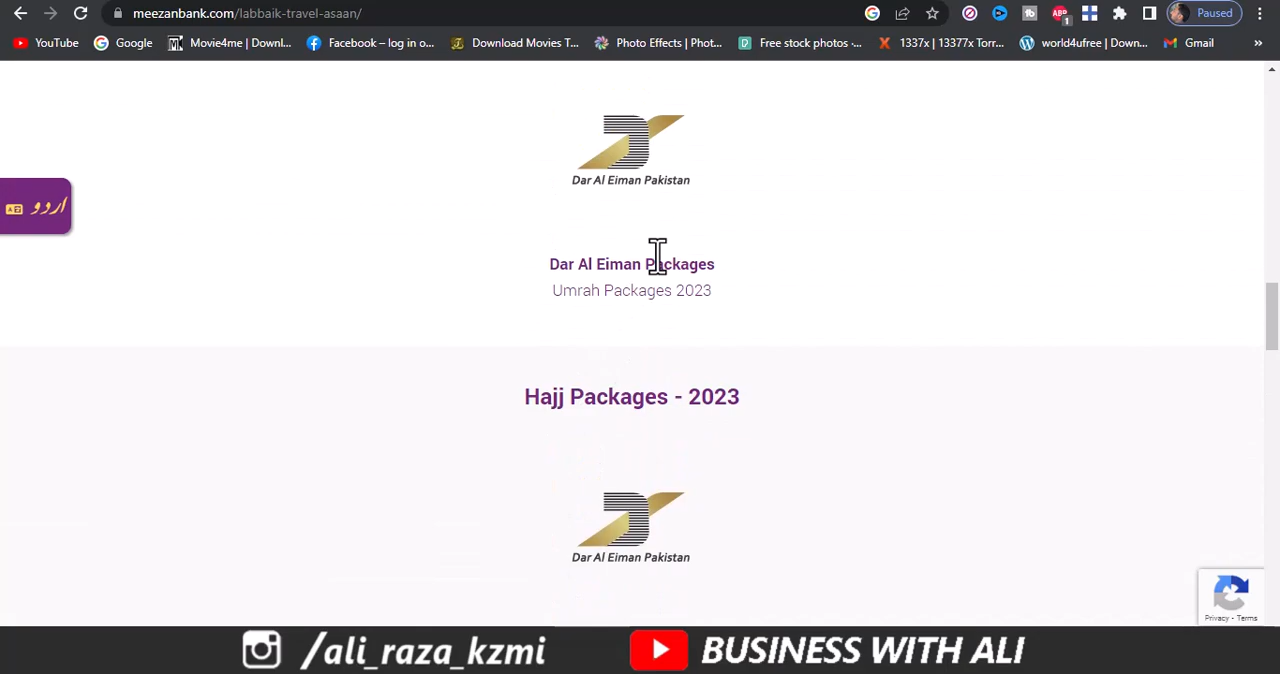 meezanbank.com/labbaik-travel-asaan/
ABP
1
Paused
YouTube
Google
Movie4me | Downl...
Facebook – log in o...
Download Movies T...
Photo Effects | Phot...
Free stock photos ·...
1337x | 13377x Torr...
world4ufree | Down...
Gmail
»
Dar Al Eiman Pakistan
اردو
Dar Al Eiman Packages
Umrah Packages 2023
Hajj Packages - 2023
Dar Al Eiman Pakistan
Privacy - Terms
/ali_raza_kzmi
BUSINESS WITH ALI